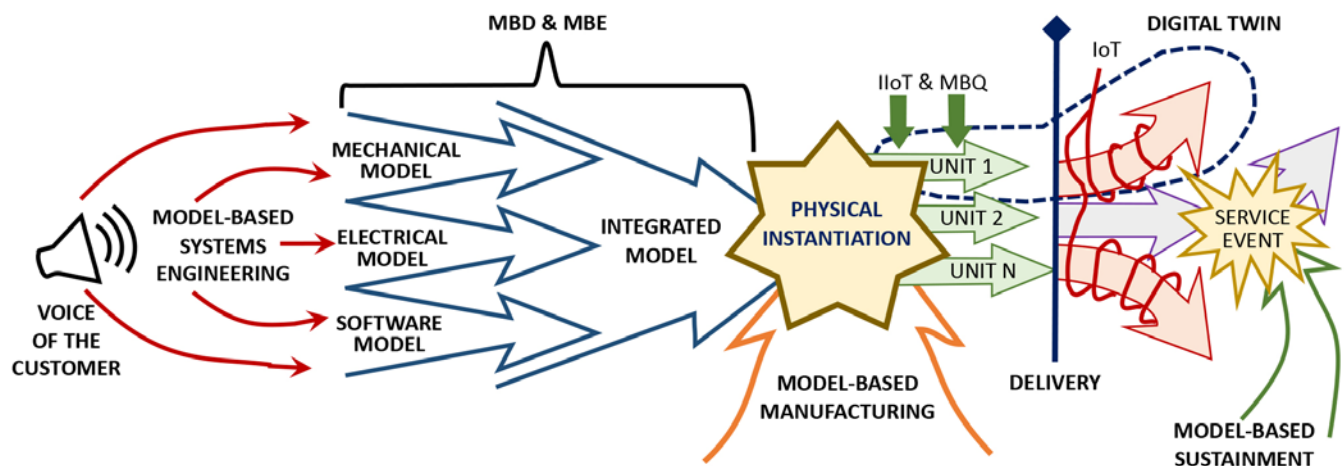 MBD & MBE
DIGITAL TWIN
IoT
IIoT & MBQ
MECHANICAL
MODEL
UNIT 1
MODEL-BASED
SYSTEMS
ENGINEERING
ELECTRICAL
MODEL
INTEGRATED
MODEL
PHYSICAL
INSTANTIATION
UNIT 2
SERVICE
EVENT
UNIT N
VOICE
OF THE
CUSTOMER
SOFTWARE
MODEL
MODEL-BASED
MANUFACTURING
DELIVERY
MODEL-BASED
SUSTAINMENT